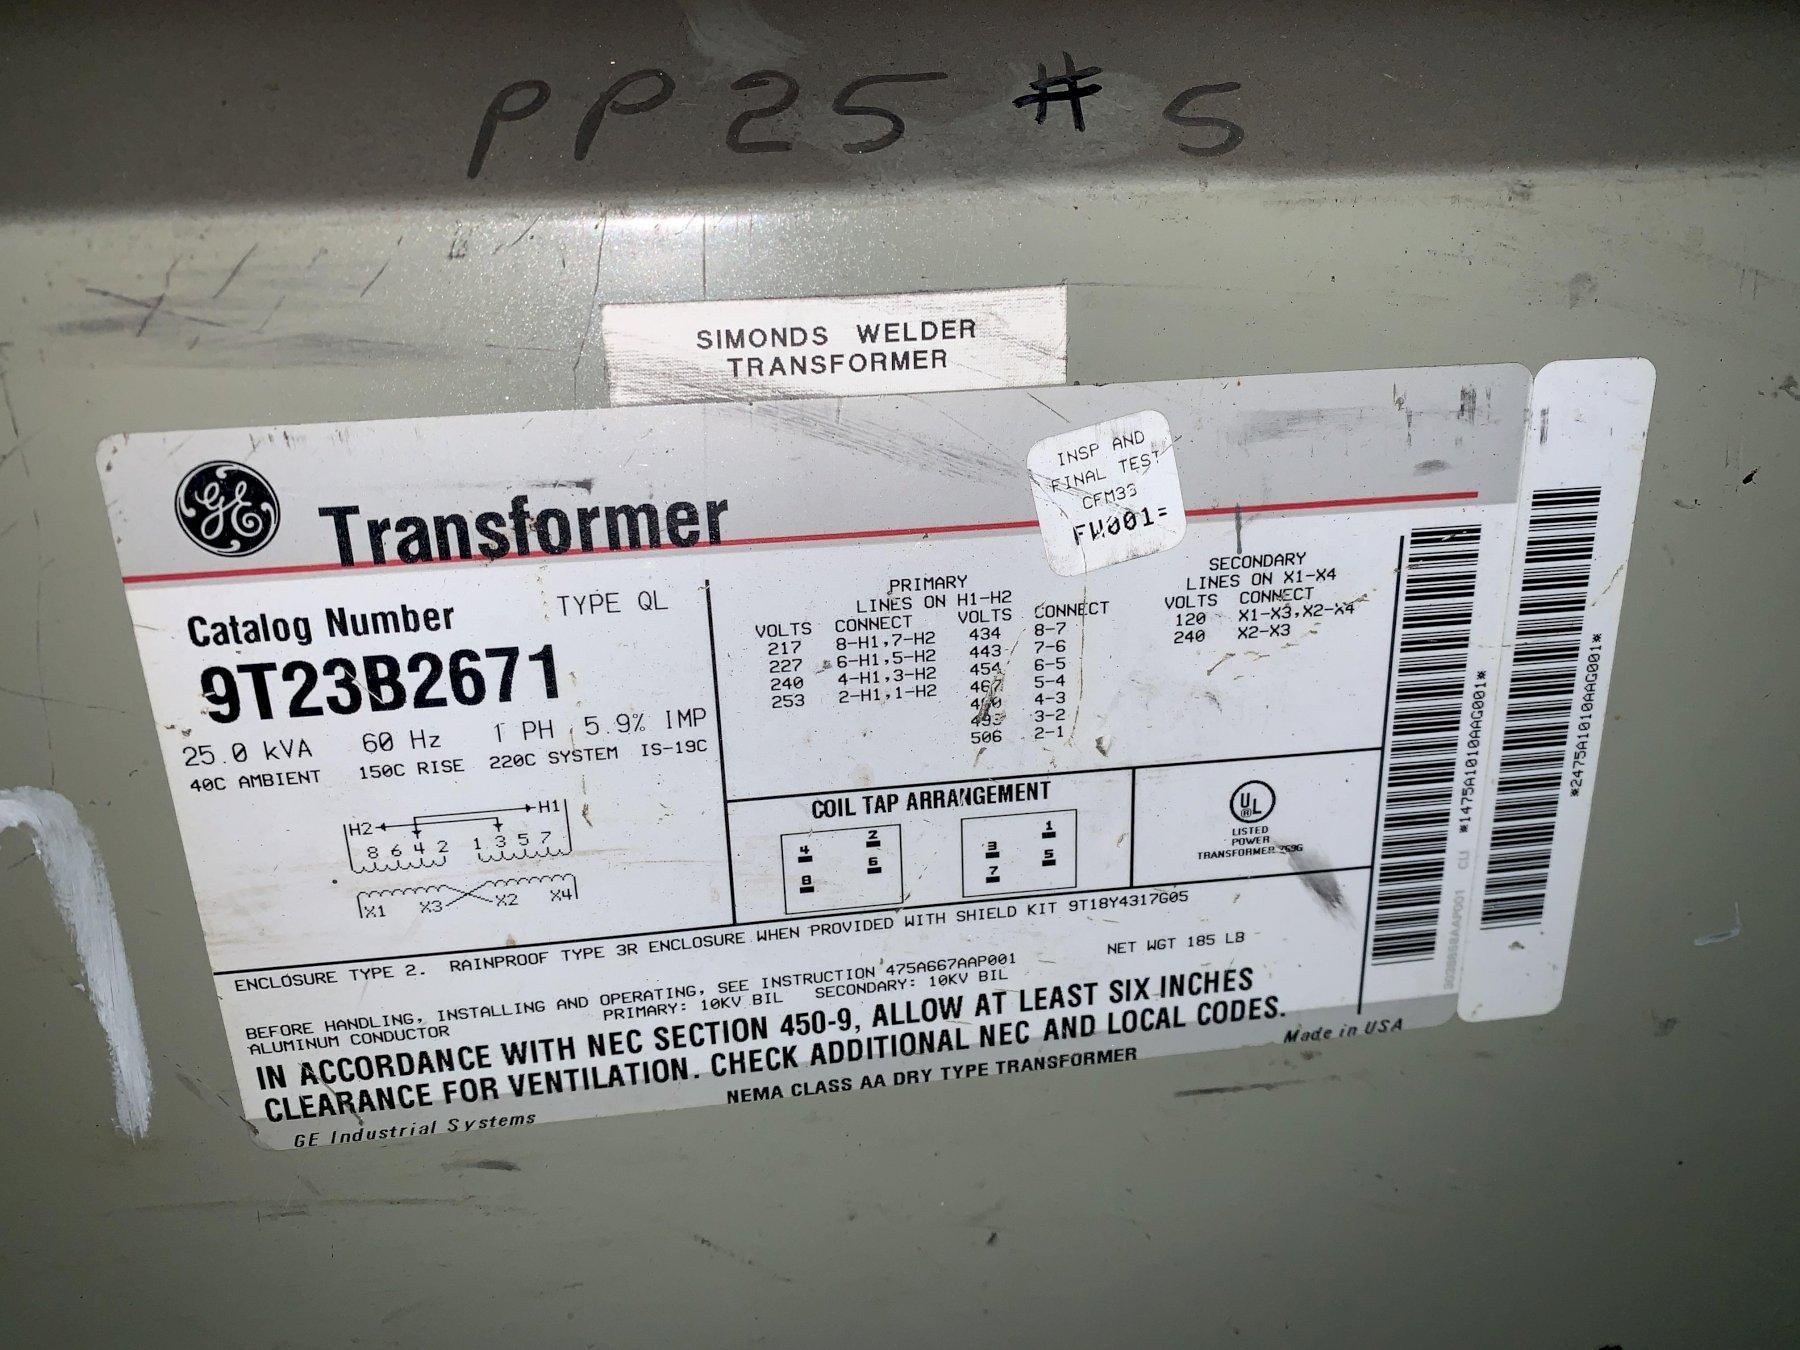 PP25 # 5
SIMONDS WELDER
TRANSFORMER
INSP AND
FINAL TEST
CFM33
GE Transformer
Catalog Number TYPE QL
9T23B2671
25.0 kVA 60 Hz 1 PH 5.9% IMP
40C AMBIENT 150C RISE 220C SYSTEM IS-19C
H1
H2
8 6 4 2 1 3 5 7
X1 X3 X2 X4
PRIMARY
LINES ON H1-H2
VOLTS CONNECT VOLTS CONNECT
217 8-H1,7-H2 434 8-7
227 6-H1,5-H2 443 7-6
240 4-H1,3-H2 454 6-5
253 2-H1,1-H2 467 5-4
4-3
3-2
506 2-1
SECONDARY
LINES ON X1-X4
VOLTS CONNECT
120 X1-X3,X2-X4
240 X2-X3
COIL TAP ARRANGEMENT
2 1
4 3
6 5
8 7
UL
LISTED
POWER
TRANSFORMER
ENCLOSURE TYPE 2. RAINPROOF TYPE 3R ENCLOSURE WHEN PROVIDED WITH SHIELD KIT 9T18Y4317G05
NET WGT 185 LB
BEFORE HANDLING, INSTALLING AND OPERATING, SEE INSTRUCTION 475A667AAP001
ALUMINUM CONDUCTOR PRIMARY: 10KV BIL SECONDARY: 10KV BIL
IN ACCORDANCE WITH NEC SECTION 450-9, ALLOW AT LEAST SIX INCHES
CLEARANCE FOR VENTILATION. CHECK ADDITIONAL NEC AND LOCAL CODES.
GE Industrial Systems NEMA CLASS AA DRY TYPE TRANSFORMER Made in USA
*1475A1010AAG001*
CU
*2475A1010AAG001*